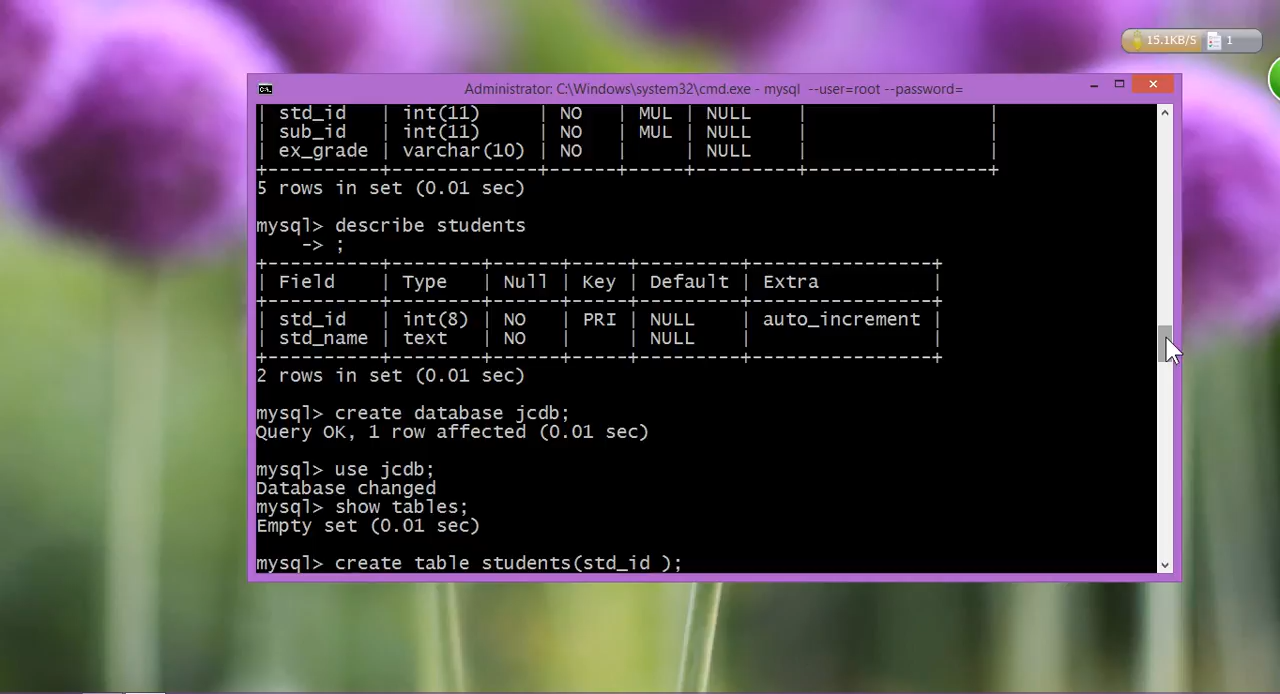 15.1KB/S 1
Administrator: C:\Windows\system32\cmd.exe - mysql --user=root --password=
| std_id | int(11) | NO | MUL | NULL | |
| sub_id | int(11) | NO | MUL | NULL | |
| ex_grade | varchar(10) | NO | | NULL | |
+----------+-------------+------+-----+---------+----------------+
5 rows in set (0.01 sec)
mysql> describe students
-> ;
+----------+--------+------+-----+---------+----------------+
| Field | Type | Null | Key | Default | Extra |
+----------+--------+------+-----+---------+----------------+
| std_id | int(8) | NO | PRI | NULL | auto_increment |
| std_name | text | NO | | NULL | |
+----------+--------+------+-----+---------+----------------+
2 rows in set (0.01 sec)
mysql> create database jcdb;
Query OK, 1 row affected (0.01 sec)
mysql> use jcdb;
Database changed
mysql> show tables;
Empty set (0.01 sec)
mysql> create table students(std_id );